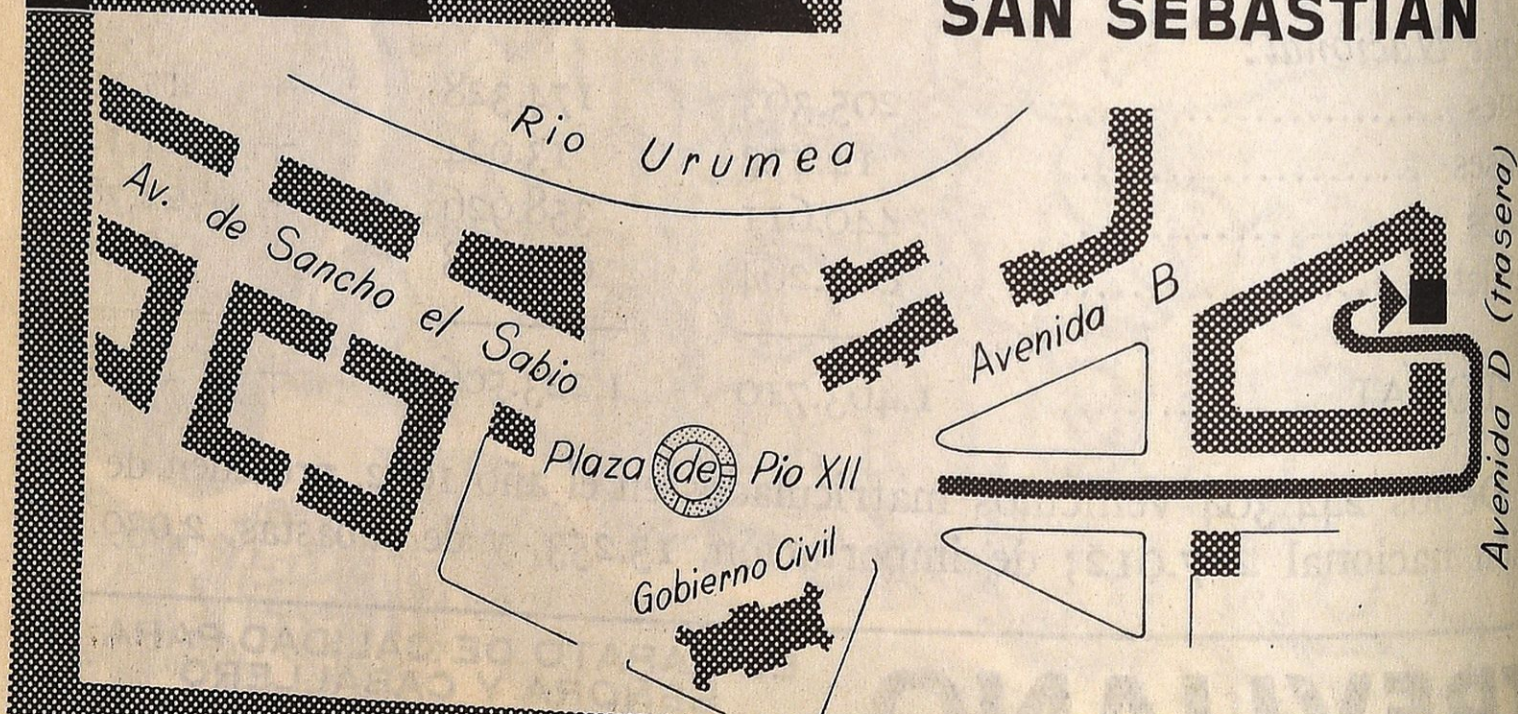 SAN SEBASTIAN
Rio Urumea
Av. de Sancho el Sabio
Avenida B
Avenida D (trasera)
Plaza de Pio XII
Gobierno Civil